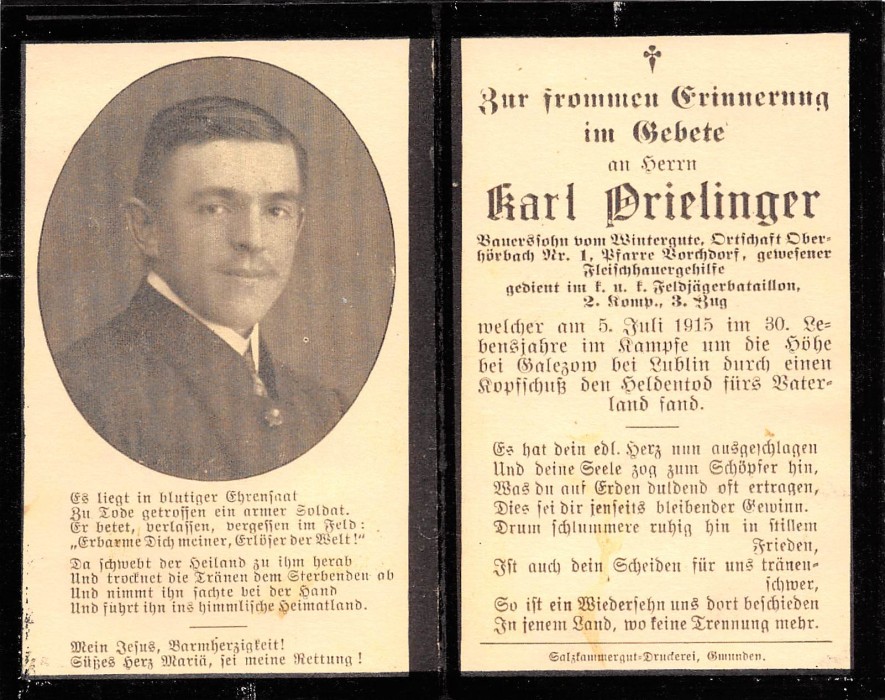 Es liegt in blutiger Ehrensaat
Zu Tode getroffen ein armer Soldat.
Er betet, verlassen, vergessen im Feld:
„Erbarme Dich meiner, Erlöser der Welt!“
Da schwebt der Heiland zu ihm herab
Und trocknet die Tränen dem Sterbenden ab
Und nimmt ihn sachte bei der Hand
Und führt ihn ins himmlische Heimatland.
Mein Jesus, Barmherzigkeit!
Süßes Herz Mariä, sei meine Rettung!
Zur frommen Erinnerung
im Gebete
an Herrn
Karl Drielinger
Bauerssohn vom Wintergute, Ortschaft Ober-
hörbach Nr. 1, Pfarre Vorchdorf, gewesener
Fleischhauergehilfe
gedient im k. u. k. Feldjägerbataillon,
2. Komp., 3. Zug
welcher am 5. Juli 1915 im 30. Le-
bensjahre im Kampfe um die Höhe
bei Galezow bei Lublin durch einen
Kopfschuß den Heldentod fürs Vater-
land fand.
Es hat dein edl. Herz nun ausgeschlagen
Und deine Seele zog zum Schöpfer hin,
Was du auf Erden duldend oft ertragen,
Dies sei dir jenseits bleibender Gewinn.
Drum schlummere ruhig hin in stillem
Frieden,
Ist auch dein Scheiden für uns tränen-
schwer,
So ist ein Wiedersehn uns dort beschieden
In jenem Land, wo keine Trennung mehr.
Salzkammergut-Druckerei, Gmunden.